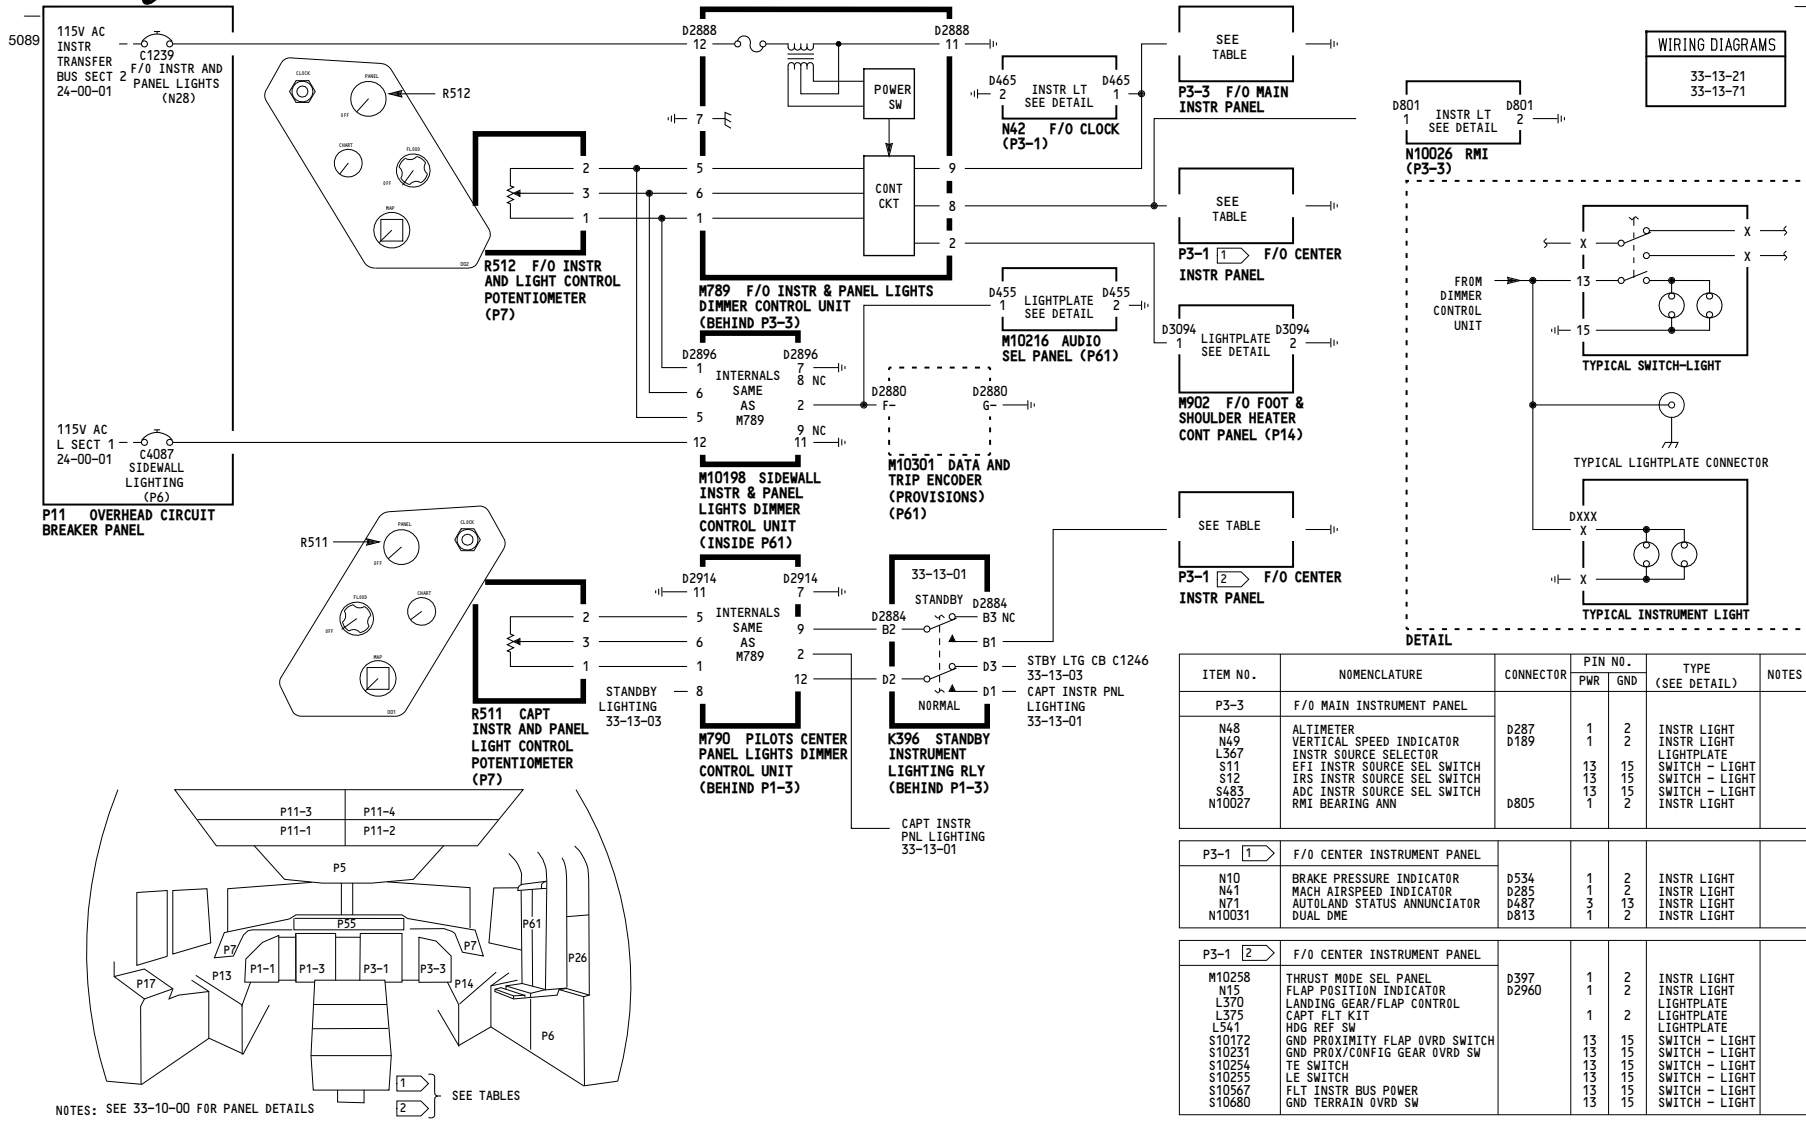 5089
115V AC
INSTR
TRANSFER
BUS SECT 2
24-00-01
C1239
F/O INSTR AND
PANEL LIGHTS
(N28)
115V AC
L SECT 1
24-00-01
C4087
SIDEWALL
LIGHTING
(P6)
P11 OVERHEAD CIRCUIT
BREAKER PANEL
CLOCK
PANEL
OFF
CHART
FLOOD
OFF
MAP
002
R512
2
3
1
R512 F/O INSTR
AND LIGHT CONTROL
POTENTIOMETER
(P7)
D2888
12
7
5
6
1
POWER
SW
CONT
CKT
D2888
11
9
8
2
M789 F/O INSTR & PANEL LIGHTS
DIMMER CONTROL UNIT
(BEHIND P3-3)
D2896
1
6
5
12
INTERNALS
SAME
AS
M789
D2896
7
8 NC
2
9 NC
11
M10198 SIDEWALL
INSTR & PANEL
LIGHTS DIMMER
CONTROL UNIT
(INSIDE P61)
D465
2
INSTR LT
SEE DETAIL
D465
1
N42 F/O CLOCK
(P3-1)
D455
1
LIGHTPLATE
SEE DETAIL
D455
2
M10216 AUDIO
SEL PANEL (P61)
D2880
F-
D2880
G-
M10301 DATA AND
TRIP ENCODER
(PROVISIONS)
(P61)
SEE
TABLE
P3-3 F/O MAIN
INSTR PANEL
SEE
TABLE
P3-1 1 F/O CENTER
INSTR PANEL
D3094
1
LIGHTPLATE
SEE DETAIL
D3094
2
M902 F/O FOOT &
SHOULDER HEATER
CONT PANEL (P14)
SEE TABLE
P3-1 2 F/O CENTER
INSTR PANEL
D801
1
INSTR LT
SEE DETAIL
D801
2
N10026 RMI
(P3-3)
WIRING DIAGRAMS
33-13-21
33-13-71
FROM
DIMMER
CONTROL
UNIT
X
X
X
13
15
TYPICAL SWITCH-LIGHT
TYPICAL LIGHTPLATE CONNECTOR
DXXX
X
X
TYPICAL INSTRUMENT LIGHT
DETAIL
R511
PANEL
CLOCK
OFF
FLOOD
CHART
OFF
MAP
001
2
3
1
R511 CAPT
INSTR AND PANEL
LIGHT CONTROL
POTENTIOMETER
(P7)
STANDBY
LIGHTING
33-13-03
D2914
11
5
6
1
8
INTERNALS
SAME
AS
M789
D2914
7
9
2
12
M790 PILOTS CENTER
PANEL LIGHTS DIMMER
CONTROL UNIT
(BEHIND P1-3)
33-13-01
STANDBY
D2884
B2
D2
D2884
B3 NC
B1
D3
D1
NORMAL
K396 STANDBY
INSTRUMENT
LIGHTING RLY
(BEHIND P1-3)
STBY LTG CB C1246
33-13-03
CAPT INSTR PNL
LIGHTING
33-13-01
CAPT INSTR
PNL LIGHTING
33-13-01
P11-3 P11-4
P11-1 P11-2
P5
P55
P61
P7 P7
P26
P1-1 P1-3 P3-1 P3-3
P13 P14
P17
P6
1
2
SEE TABLES
NOTES: SEE 33-10-00 FOR PANEL DETAILS
ITEM NO. NOMENCLATURE CONNECTOR PIN NO. PWR GND TYPE (SEE DETAIL) NOTES
P3-3 F/O MAIN INSTRUMENT PANEL
N48 ALTIMETER D287 1 2 INSTR LIGHT
N49 VERTICAL SPEED INDICATOR D189 1 2 INSTR LIGHT
L367 INSTR SOURCE SELECTOR LIGHTPLATE
S11 EFI INSTR SOURCE SEL SWITCH 13 15 SWITCH - LIGHT
S12 IRS INSTR SOURCE SEL SWITCH 13 15 SWITCH - LIGHT
S483 ADC INSTR SOURCE SEL SWITCH 13 15 SWITCH - LIGHT
N10027 RMI BEARING ANN D805 1 2 INSTR LIGHT
P3-1 1 F/O CENTER INSTRUMENT PANEL
N10 BRAKE PRESSURE INDICATOR D534 1 2 INSTR LIGHT
N41 MACH AIRSPEED INDICATOR D285 1 2 INSTR LIGHT
N71 AUTOLAND STATUS ANNUNCIATOR D487 3 13 INSTR LIGHT
N10031 DUAL DME D813 1 2 INSTR LIGHT
P3-1 2 F/O CENTER INSTRUMENT PANEL
M10258 THRUST MODE SEL PANEL D397 1 2 INSTR LIGHT
N15 FLAP POSITION INDICATOR D2960 1 2 INSTR LIGHT
L370 LANDING GEAR/FLAP CONTROL LIGHTPLATE
L375 CAPT FLT KIT 1 2 LIGHTPLATE
L541 HDG REF SW LIGHTPLATE
S10172 GND PROXIMITY FLAP OVRD SWITCH 13 15 SWITCH - LIGHT
S10231 GND PROX/CONFIG GEAR OVRD SW 13 15 SWITCH - LIGHT
S10254 TE SWITCH 13 15 SWITCH - LIGHT
S10255 LE SWITCH 13 15 SWITCH - LIGHT
S10567 FLT INSTR BUS POWER 13 15 SWITCH - LIGHT
S10680 GND TERRAIN OVRD SW 13 15 SWITCH - LIGHT